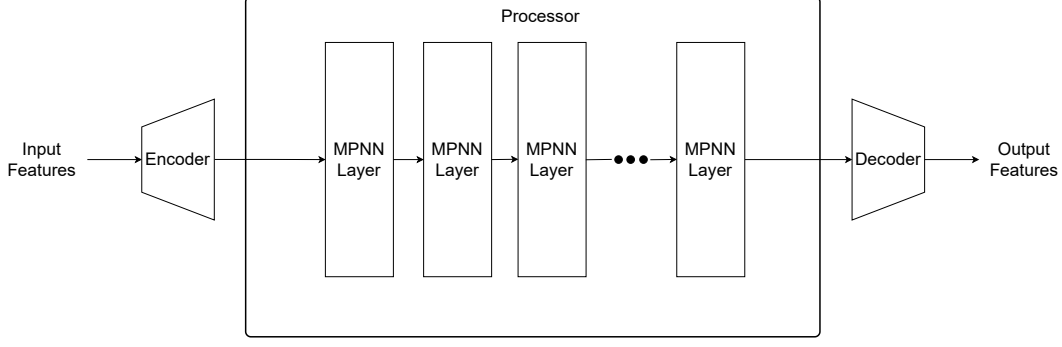 Processor
Input
Features
Encoder
MPNN
Layer
MPNN
Layer
MPNN
Layer
MPNN
Layer
Decoder
Output
Features